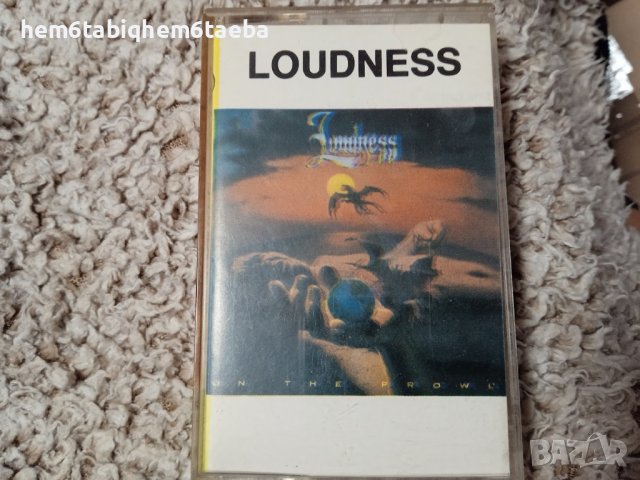 hem6tabiqhem6taeba
LOUDNESS
Loudness
ON THE PROWL
BAZAR